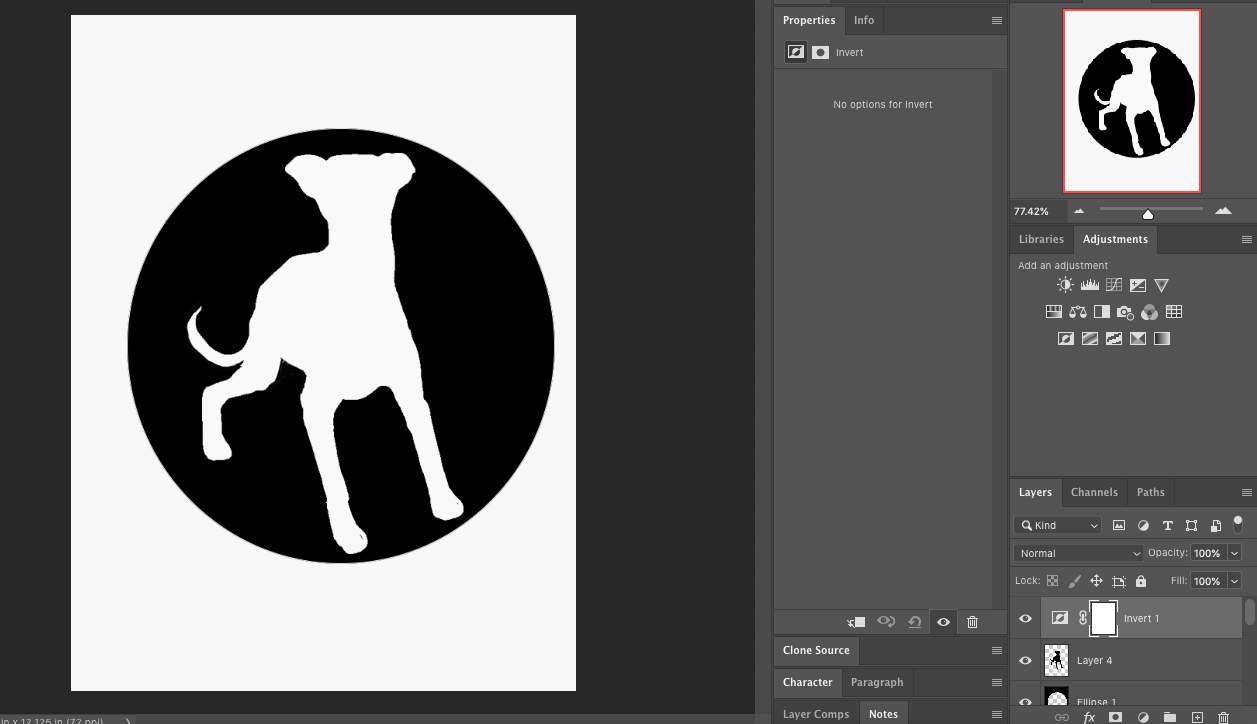 Properties Info
Invert
No options for Invert
77.42%
Libraries Adjustments
Add an adjustment
Layers Channels Paths
Kind
Normal Opacity: 100%
Lock: Fill: 100%
Invert 1
Clone Source
Layer 4
Character Paragraph
Ellipse 1
Layer Comps Notes
fx
in x 12.125 in (72 ppi)